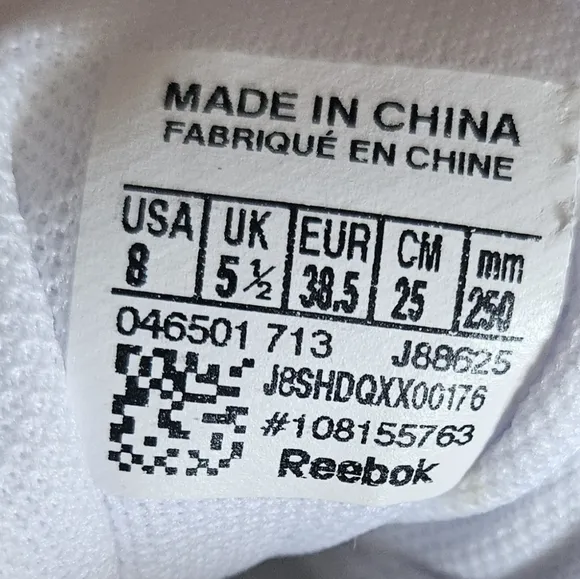 MADE IN CHINA
FABRIQUÉ EN CHINE
USA UK EUR CM mm
8 5 ½ 38.5 25 250
046501 713 J88625
J8SHDQXX00176
#108155763
Reebok